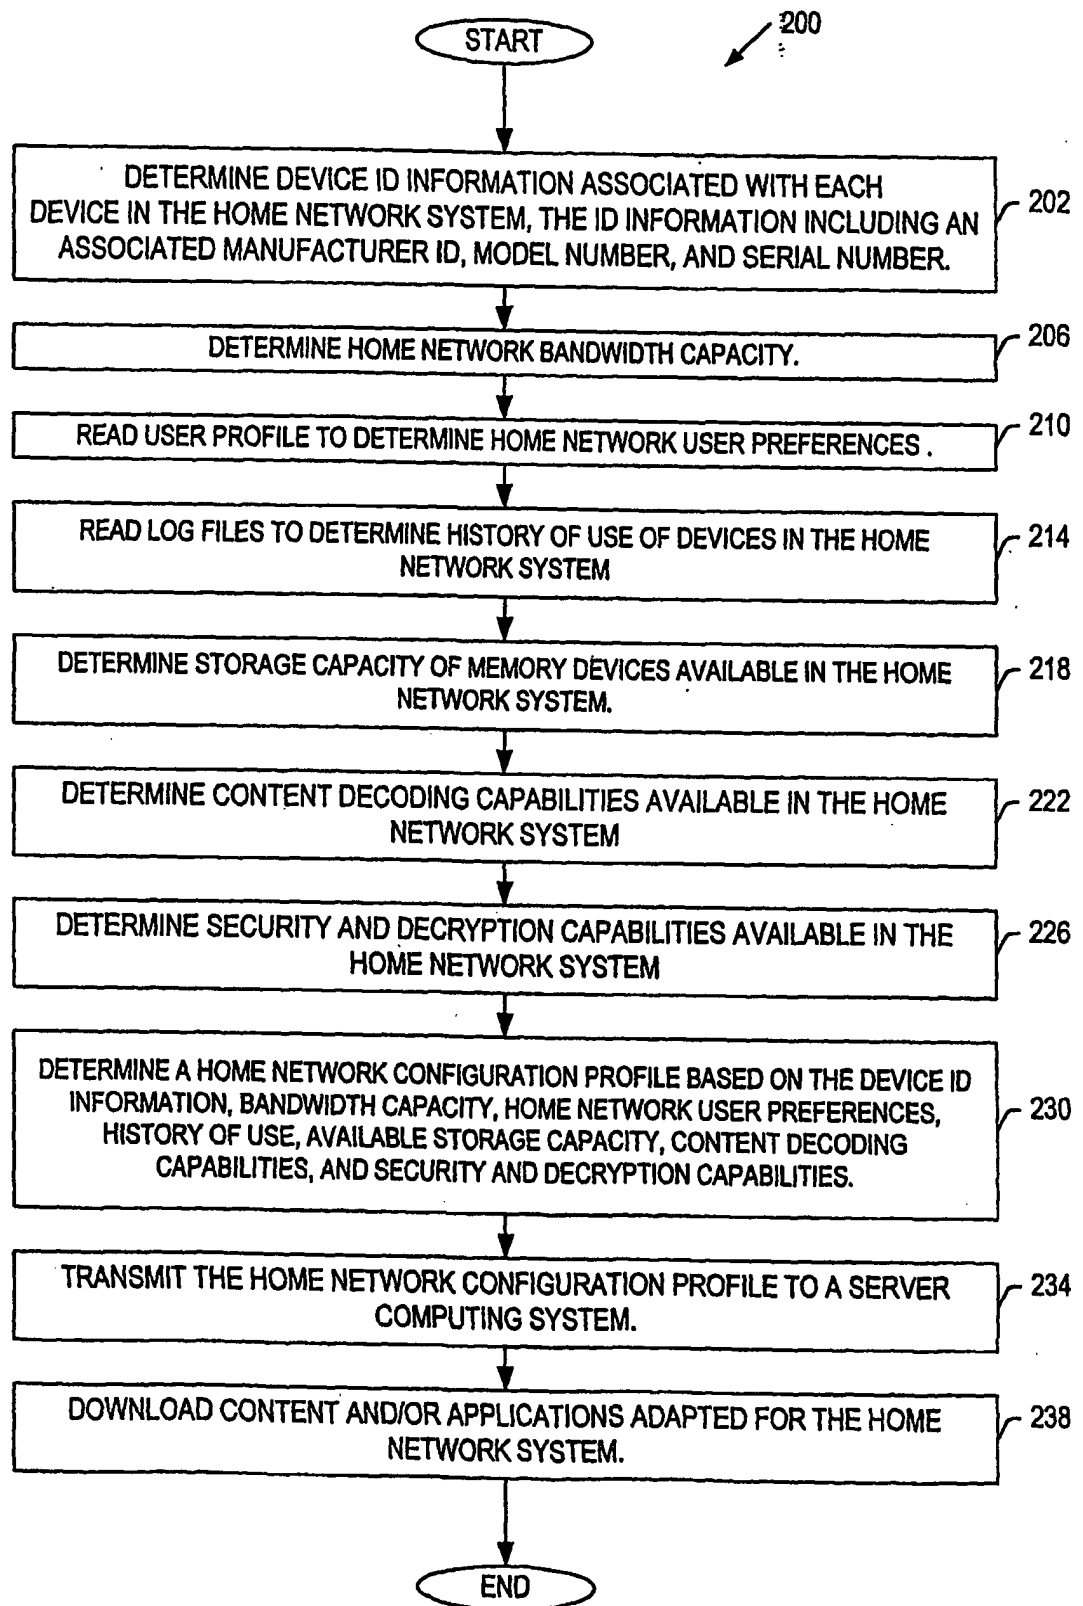 START
200
DETERMINE DEVICE ID INFORMATION ASSOCIATED WITH EACH
DEVICE IN THE HOME NETWORK SYSTEM, THE ID INFORMATION INCLUDING AN
ASSOCIATED MANUFACTURER ID, MODEL NUMBER, AND SERIAL NUMBER.
202
DETERMINE HOME NETWORK BANDWIDTH CAPACITY.
206
READ USER PROFILE TO DETERMINE HOME NETWORK USER PREFERENCES .
210
READ LOG FILES TO DETERMINE HISTORY OF USE OF DEVICES IN THE HOME
NETWORK SYSTEM
214
DETERMINE STORAGE CAPACITY OF MEMORY DEVICES AVAILABLE IN THE HOME
NETWORK SYSTEM.
218
DETERMINE CONTENT DECODING CAPABILITIES AVAILABLE IN THE HOME
NETWORK SYSTEM
222
DETERMINE SECURITY AND DECRYPTION CAPABILITIES AVAILABLE IN THE
HOME NETWORK SYSTEM
226
DETERMINE A HOME NETWORK CONFIGURATION PROFILE BASED ON THE DEVICE ID
INFORMATION, BANDWIDTH CAPACITY, HOME NETWORK USER PREFERENCES,
HISTORY OF USE, AVAILABLE STORAGE CAPACITY, CONTENT DECODING
CAPABILITIES, AND SECURITY AND DECRYPTION CAPABILITIES.
230
TRANSMIT THE HOME NETWORK CONFIGURATION PROFILE TO A SERVER
COMPUTING SYSTEM.
234
DOWNLOAD CONTENT AND/OR APPLICATIONS ADAPTED FOR THE HOME
NETWORK SYSTEM.
238
END